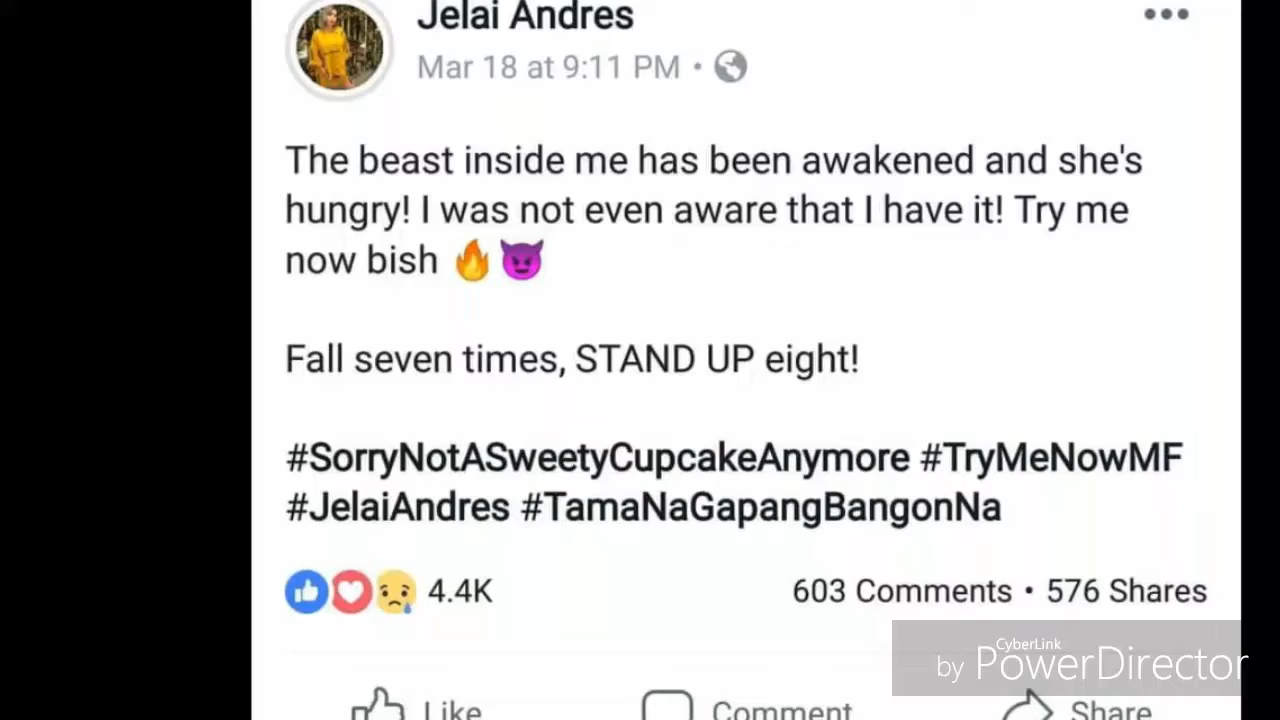 Jelai Andres
Mar 18 at 9:11 PM •
The beast inside me has been awakened and she's
hungry! I was not even aware that I have it! Try me
now bish 🔥😈
Fall seven times, STAND UP eight!
#SorryNotASweetyCupcakeAnymore #TryMeNowMF
#JelaiAndres #TamaNaGapangBangonNa
4.4K 603 Comments • 576 Shares
CyberLink
by PowerDirector
Like Comment Share